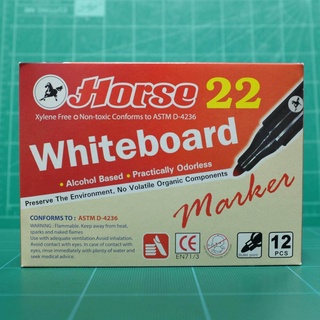 Horse 22
Xylene Free o Non-toxic Conforms to ASTM D-4236
Whiteboard
• Alcohol Based • Practically Odorless
Preserve The Environment, No Volatile Organic Components
Marker
CONFORMS TO : ASTM D-4236
WARNING : Flammable. Keep away from heat,
sparks and naked flames.
Use with adequate ventilation. Avoid inhalation.
Avoid contact with eyes. In case of contact with
eyes, rinse immediately with plenty of water and
seek medical advice.
CE
EN71/3
12
PCS